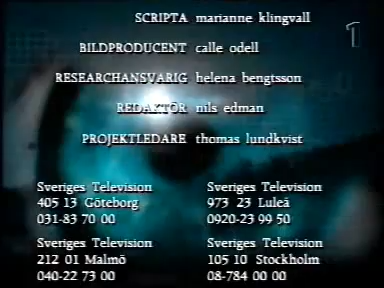 1
SCRIPTA marianne klingvall
BILDPRODUCENT calle odell
RESEARCHANSVARIG helena bengtsson
REDAKTÖR nils edman
PROJEKTLEDARE thomas lundkvist
Sveriges Television
405 13 Göteborg
031-83 70 00
Sveriges Television
973 23 Luleå
0920-23 99 50
Sveriges Television
212 01 Malmö
040-22 73 00
Sveriges Television
105 10 Stockholm
08-784 00 00